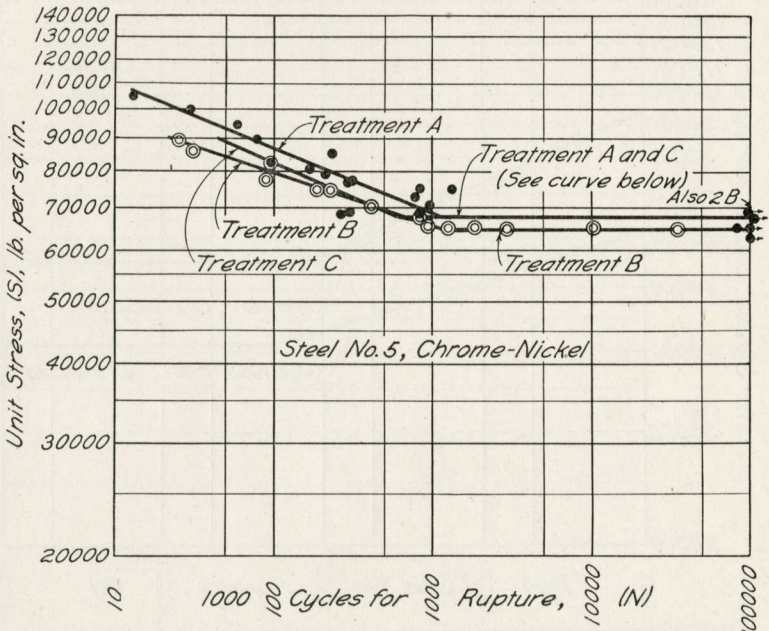 140000
130000
120000
110000
100000
90000
80000
70000
60000
50000
40000
30000
20000
Unit Stress, (S), lb. per sq. in.
Treatment A
Treatment A and C
(See curve below)
Also 2B
Treatment B
Treatment C
Treatment B
Steel No. 5, Chrome-Nickel
10
100
1000
10000
00000
1000 Cycles for Rupture, (N)